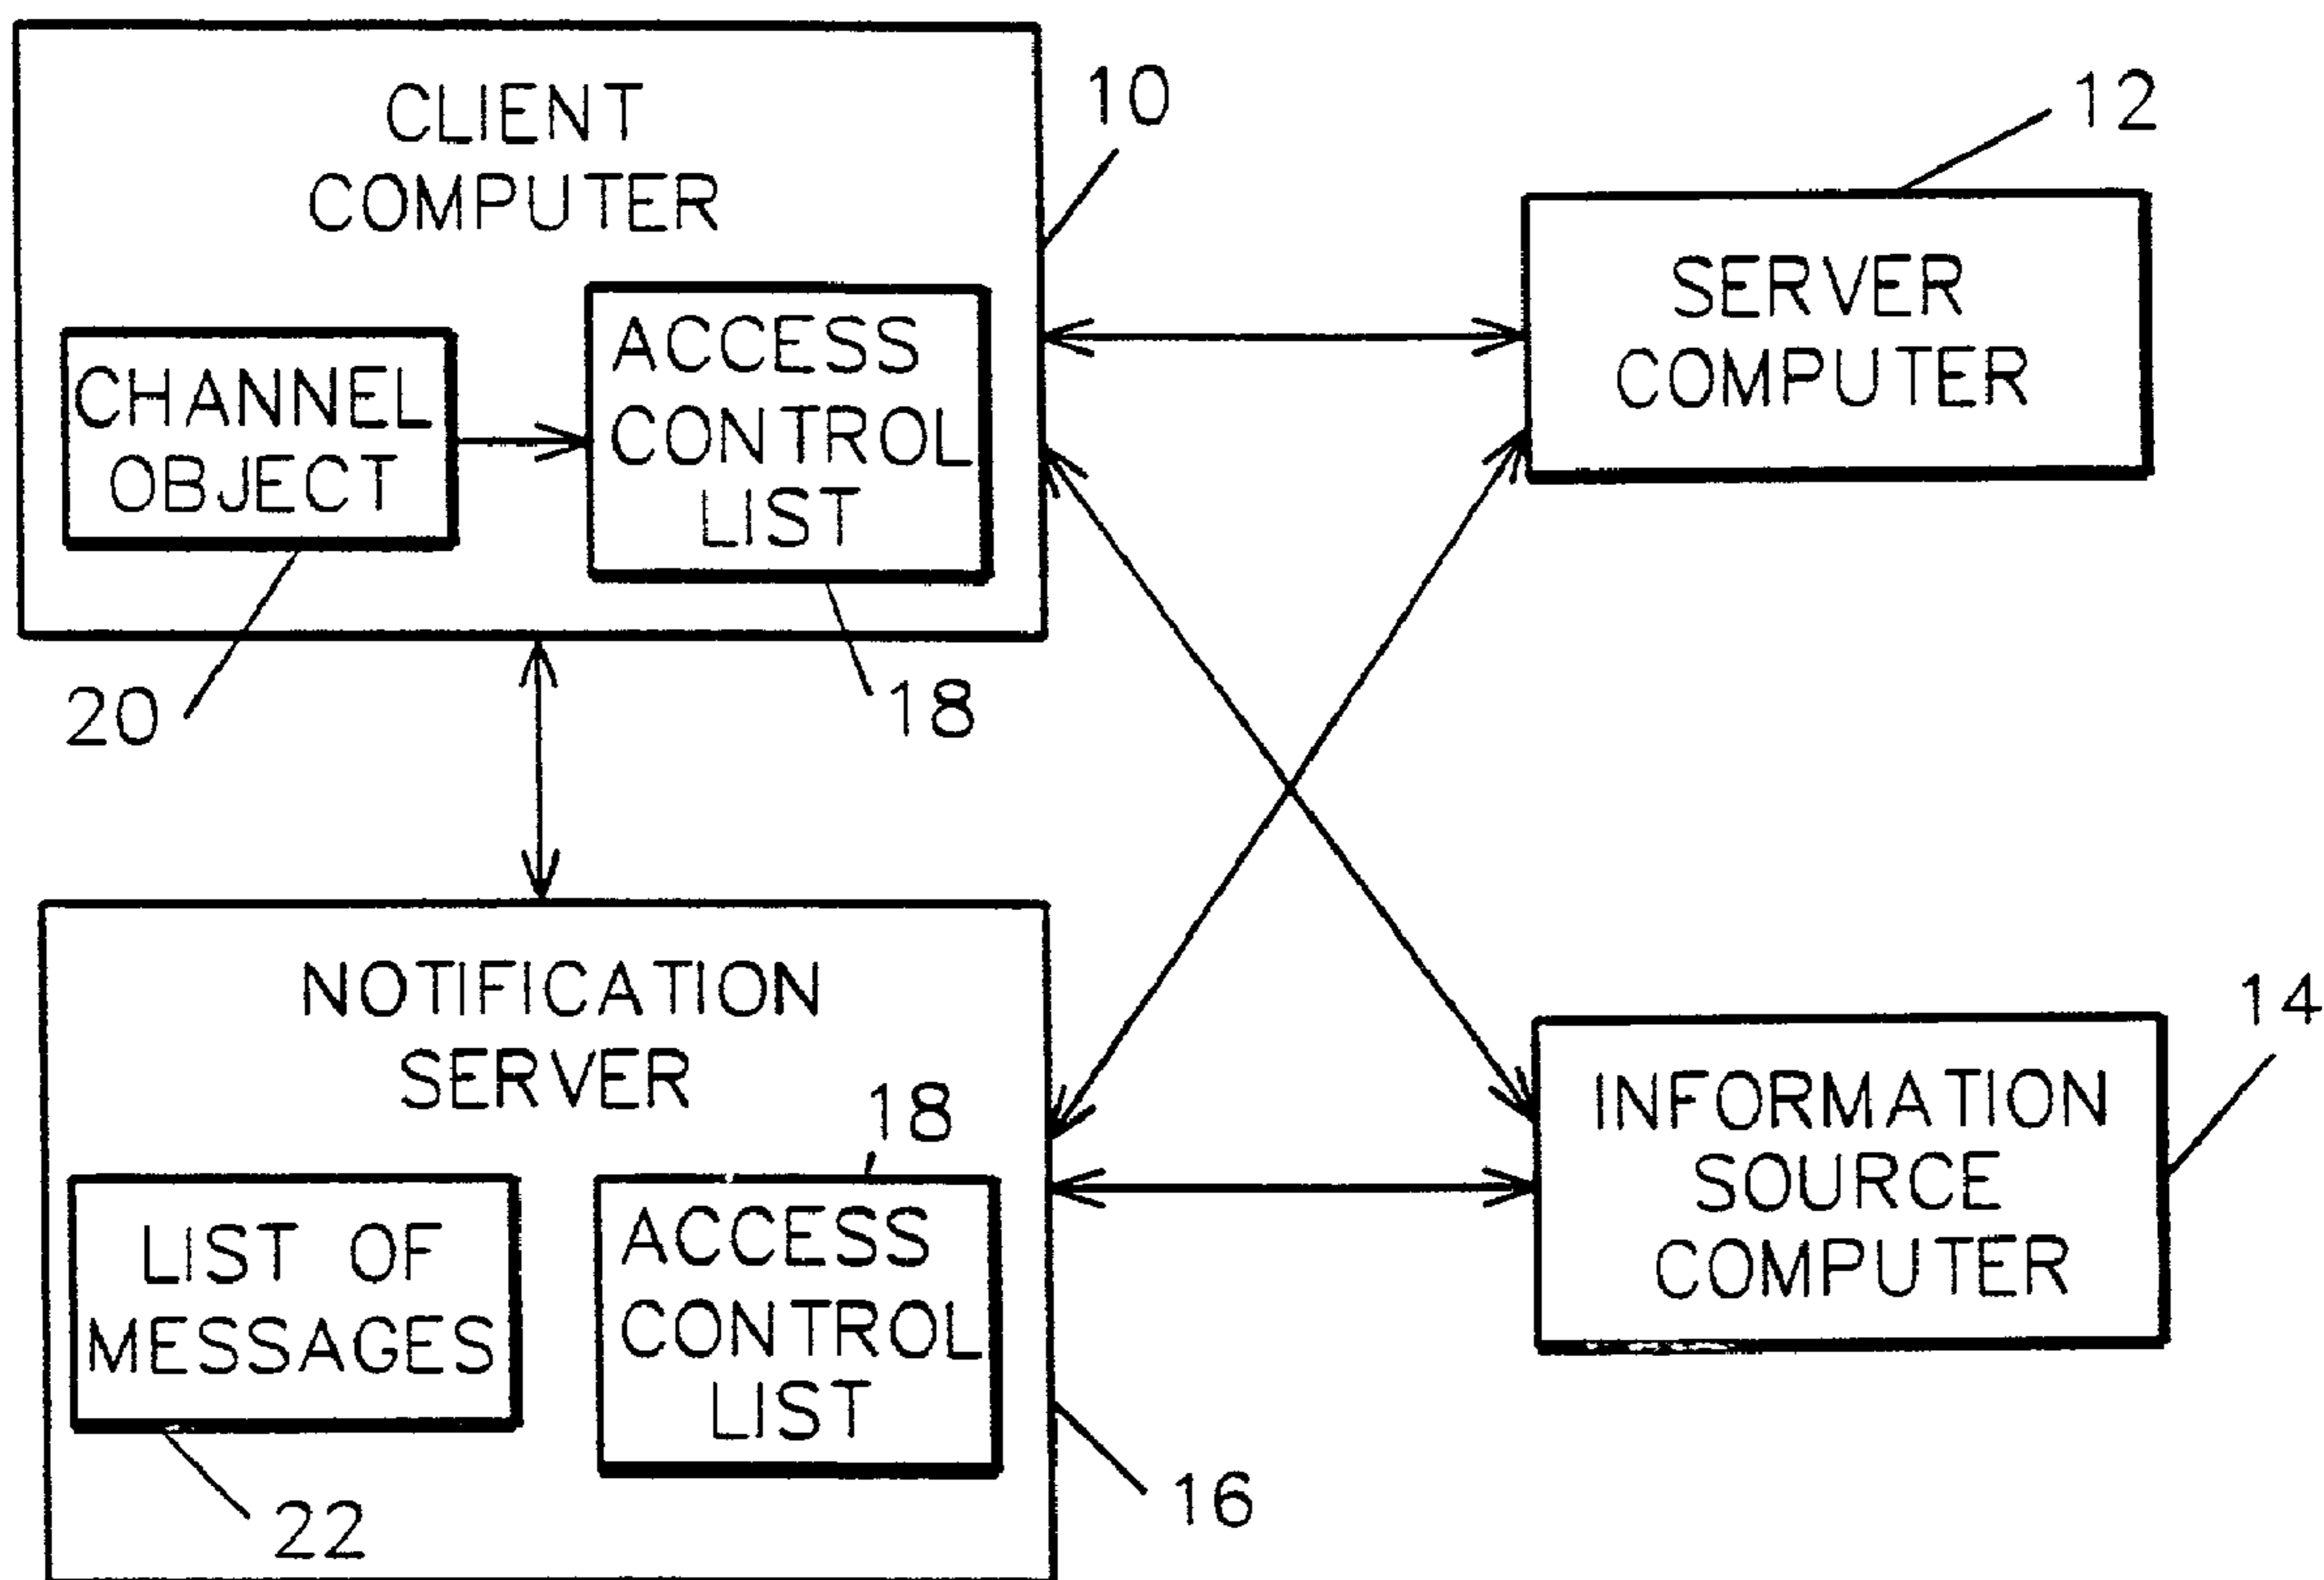 CLIENT
COMPUTER
10
CHANNEL
OBJECT
ACCESS
CONTROL
LIST
20
18
12
SERVER
COMPUTER
NOTIFICATION
SERVER
18
LIST OF
MESSAGES
ACCESS
CONTROL
LIST
22
16
14
INFORMATION
SOURCE
COMPUTER